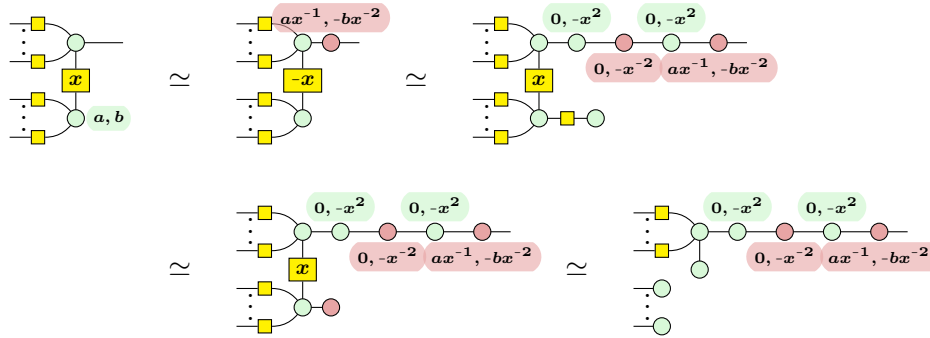 ax⁻¹, -bx⁻² 0, -x² 0, -x²
x ≃ -x ≃ x 0, -x⁻² ax⁻¹, -bx⁻²
a, b
0, -x² 0, -x² 0, -x² 0, -x²
≃ x 0, -x⁻² ax⁻¹, -bx⁻² ≃ 0, -x⁻² ax⁻¹, -bx⁻²